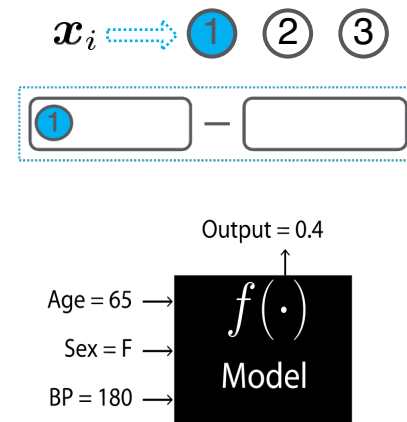 x_i 1 2 3
1 –
Output = 0.4
Age = 65
f(·)
Sex = F
Model
BP = 180